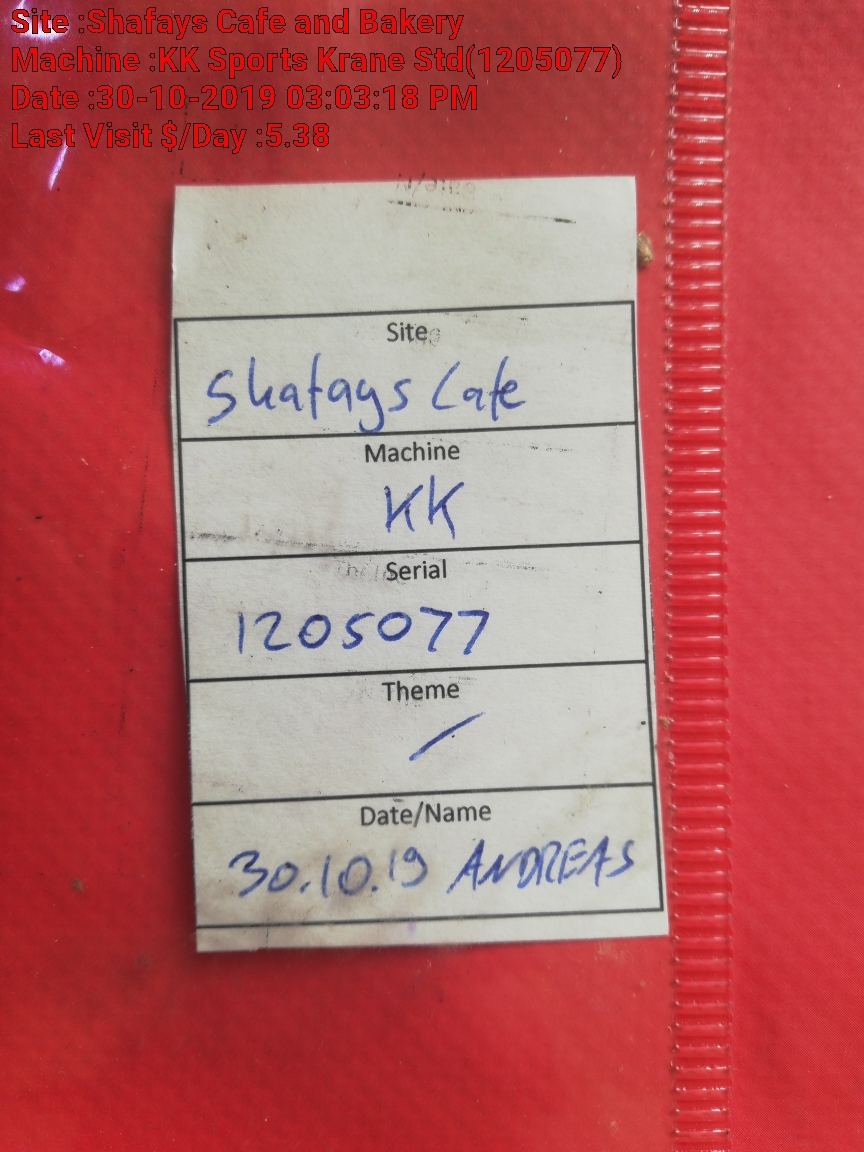 Site :Shafays Cafe and Bakery
Machine :KK Sports Krane Std(1205077)
Date :30-10-2019 03:03:18 PM
Last Visit $/Day :5.38
Site
Shafays Cafe
Machine
KK
Serial
1205077
Theme
/
Date/Name
30.10.19 ANDREAS